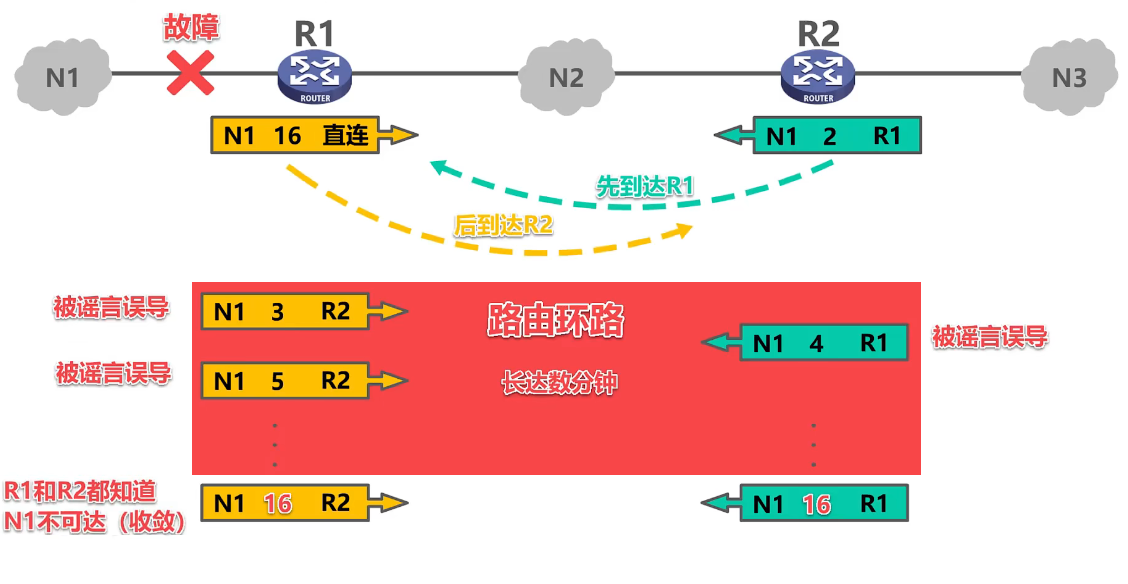 故障
R1
R2
N1
N2
N3
ROUTER
ROUTER
N1 16 直连
N1 2 R1
先到达R1
后到达R2
被谣言误导
N1 3 R2
路由环路
N1 4 R1
被谣言误导
被谣言误导
N1 5 R2
长达数分钟
R1和R2都知道
N1不可达（收敛）
N1 16 R2
N1 16 R1